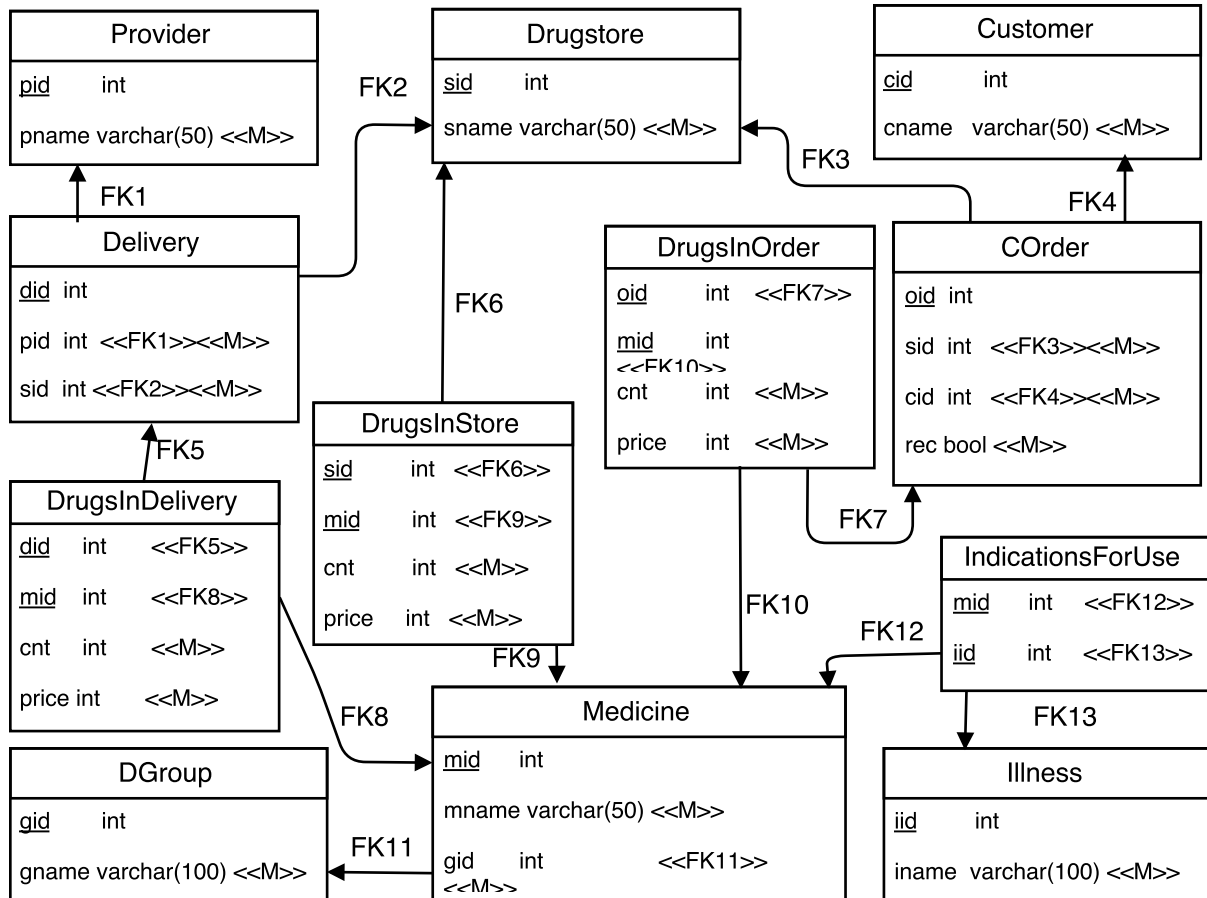 Provider
pid int
pname varchar(50) <<M>>
FK1
Drugstore
sid int
sname varchar(50) <<M>>
FK2
Customer
cid int
cname varchar(50) <<M>>
FK3
FK4
Delivery
did int
pid int <<FK1>><<M>>
sid int <<FK2>><<M>>
FK5
FK6
DrugsInOrder
oid int <<FK7>>
mid int
<<FK10>>
cnt int <<M>>
price int <<M>>
COrder
oid int
sid int <<FK3>><<M>>
cid int <<FK4>><<M>>
rec bool <<M>>
FK7
DrugsInStore
sid int <<FK6>>
mid int <<FK9>>
cnt int <<M>>
price int <<M>>
FK9
DrugsInDelivery
did int <<FK5>>
mid int <<FK8>>
cnt int <<M>>
price int <<M>>
FK8
FK10
IndicationsForUse
mid int <<FK12>>
iid int <<FK13>>
FK12
FK13
DGroup
gid int
gname varchar(100) <<M>>
FK11
Medicine
mid int
mname varchar(50) <<M>>
gid int <<FK11>>
<<M>>
Illness
iid int
iname varchar(100) <<M>>